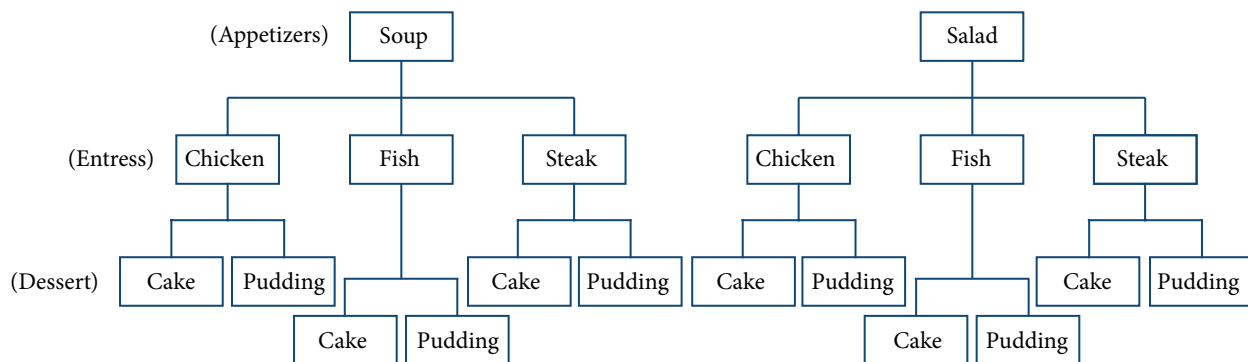 (Appetizers) Soup Salad
(Entress) Chicken Fish Steak Chicken Fish Steak
(Dessert) Cake Pudding Cake Pudding Cake Pudding Cake Pudding
Cake Pudding Cake Pudding